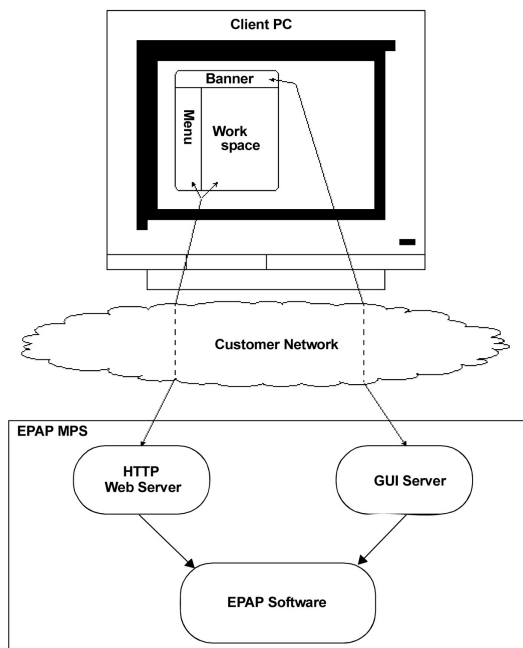 Client PC
Banner
Menu
Work
space
Customer Network
EPAP MPS
HTTP
Web Server
GUI Server
EPAP Software